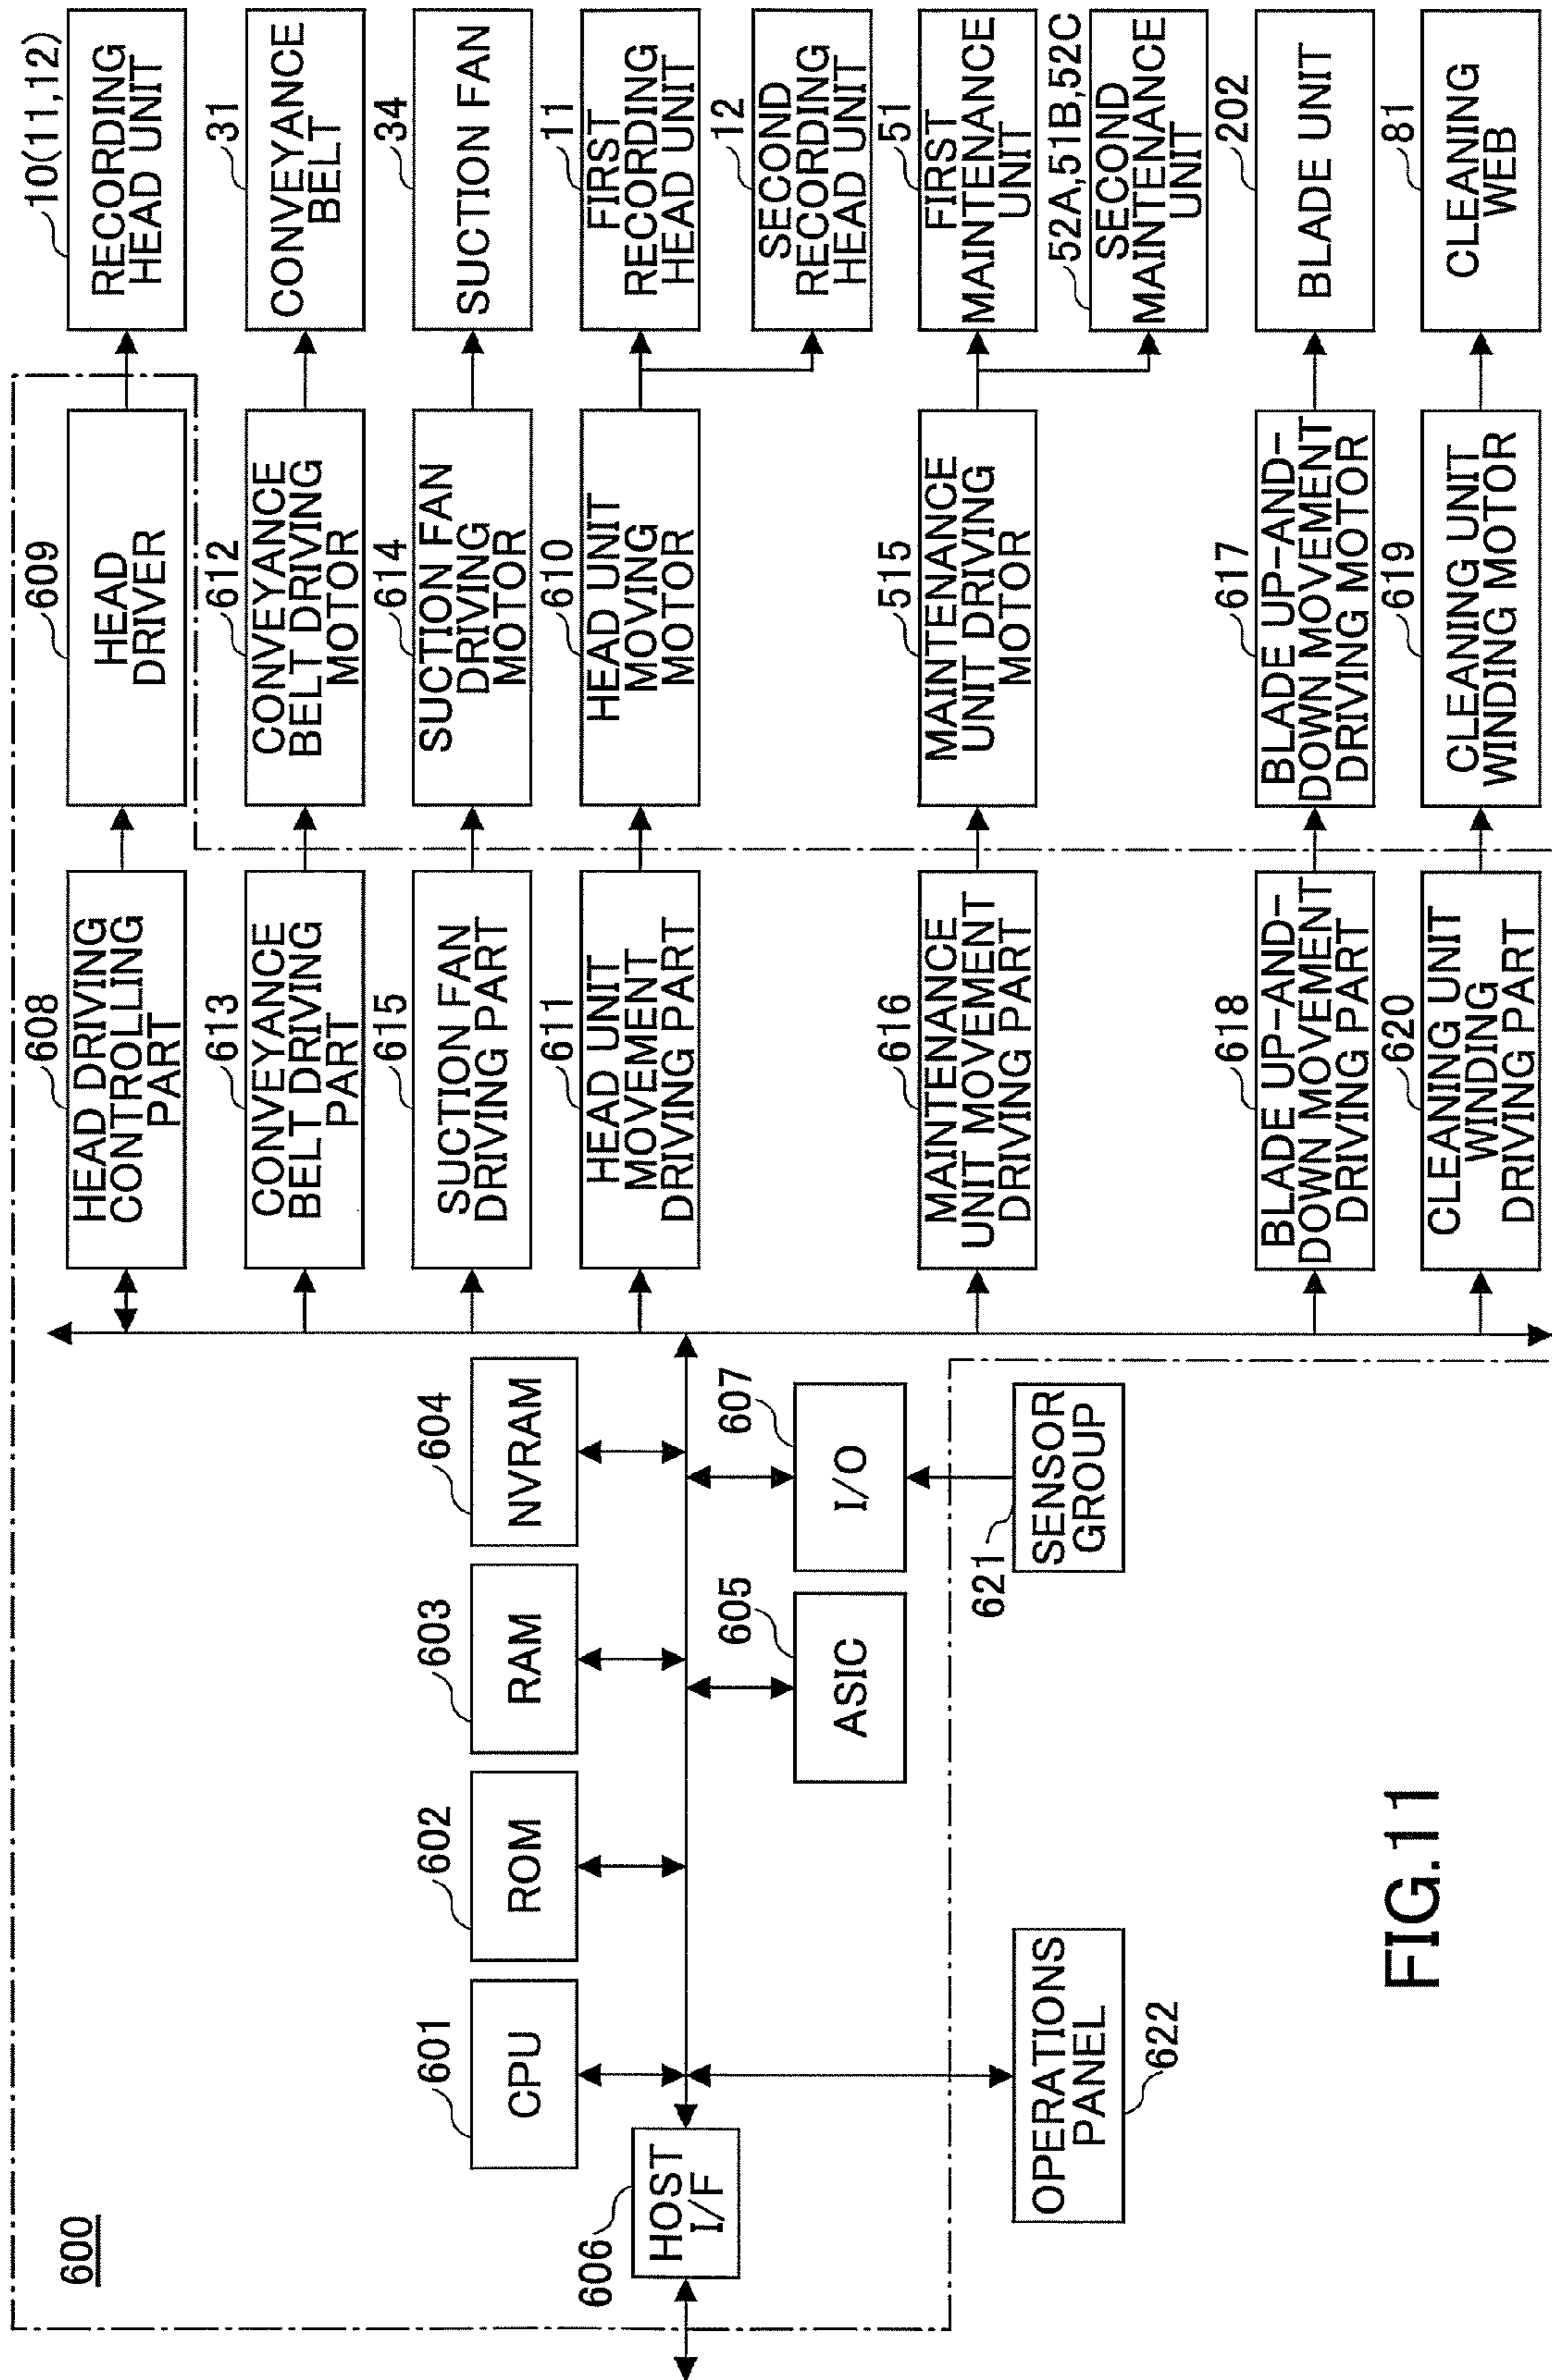 600
608
HEAD DRIVING
CONTROLLING
PART
609
HEAD
DRIVER
10(11,12)
RECORDING
HEAD UNIT
613
CONVEYANCE
BELT DRIVING
PART
612
CONVEYANCE
BELT DRIVING
MOTOR
31
CONVEYANCE
BELT
615
SUCTION FAN
DRIVING PART
614
SUCTION FAN
DRIVING
MOTOR
34
SUCTION FAN
611
HEAD UNIT
MOVEMENT
DRIVING PART
610
HEAD UNIT
MOVING
MOTOR
11
FIRST
RECORDING
HEAD UNIT
12
SECOND
RECORDING
HEAD UNIT
616
MAINTENANCE
UNIT MOVEMENT
DRIVING PART
515
MAINTENANCE
UNIT DRIVING
MOTOR
51
FIRST
MAINTENANCE
UNIT
52A,51B,52C
SECOND
MAINTENANCE
UNIT
618
BLADE UP-AND-
DOWN MOVEMENT
DRIVING PART
617
BLADE UP-AND-
DOWN MOVEMENT
DRIVING MOTOR
202
BLADE UNIT
620
CLEANING UNIT
WINDING
DRIVING PART
619
CLEANING UNIT
WINDING MOTOR
81
CLEANING
WEB
601
CPU
602
ROM
603
RAM
604
NVRAM
606
HOST
I/F
605
ASIC
607
I/O
OPERATIONS
PANEL
622
621
SENSOR
GROUP
FIG.11